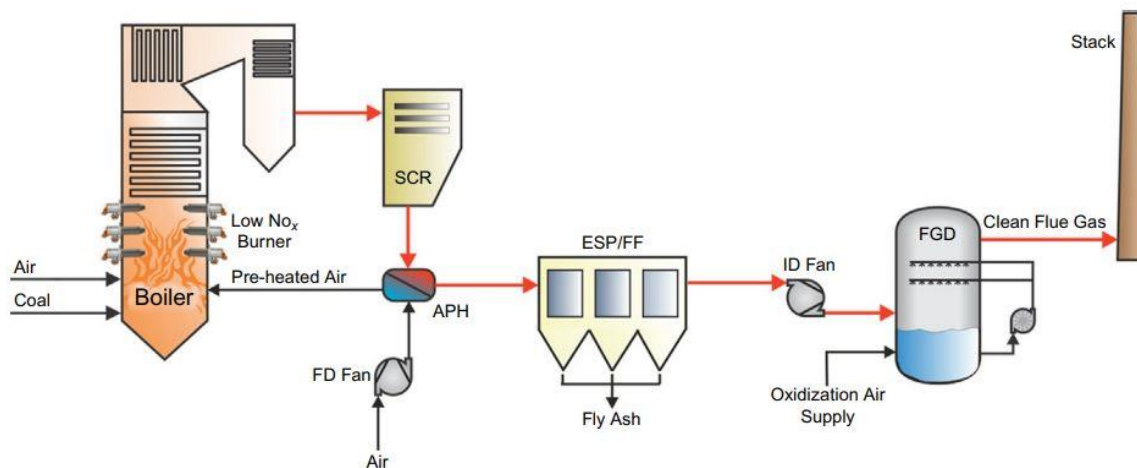 Stack
SCR
Low Nox
Burner
ESP/FF
FGD
Clean Flue Gas
Air
Pre-heated Air
ID Fan
Boiler
Coal
APH
FD Fan
Oxidization Air
Supply
Fly Ash
Air